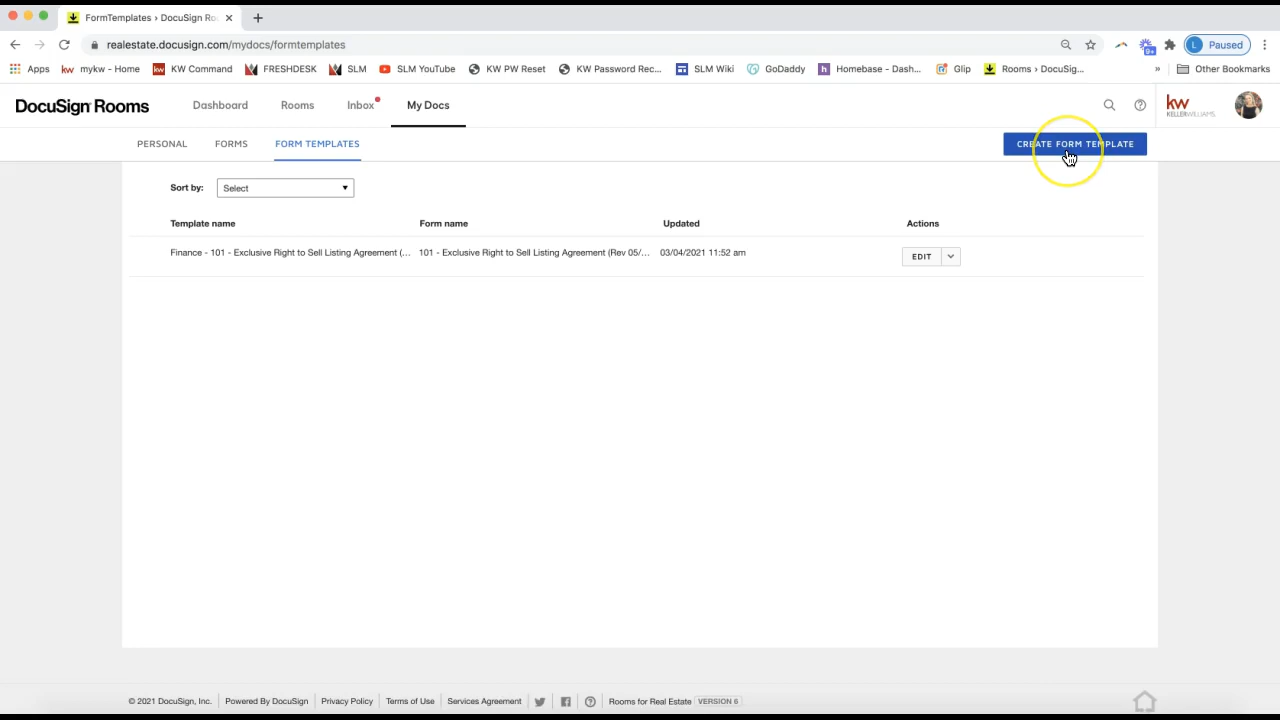 FormTemplates › DocuSign Ro
realestate.docusign.com/mydocs/formtemplates
L Paused
Apps kw mykw - Home kw KW Command FRESHDESK SLM SLM YouTube KW PW Reset KW Password Rec... SLM Wiki GoDaddy h Homebase - Dash... Glip Rooms › DocuSig... » Other Bookmarks
DocuSign Rooms Dashboard Rooms Inbox My Docs kw KELLERWILLIAMS.
PERSONAL FORMS FORM TEMPLATES CREATE FORM TEMPLATE
Sort by: Select
Template name Form name Updated Actions
Finance - 101 - Exclusive Right to Sell Listing Agreement (... 101 - Exclusive Right to Sell Listing Agreement (Rev 05/... 03/04/2021 11:52 am EDIT
© 2021 DocuSign, Inc. Powered By DocuSign Privacy Policy Terms of Use Services Agreement Rooms for Real Estate VERSION 6